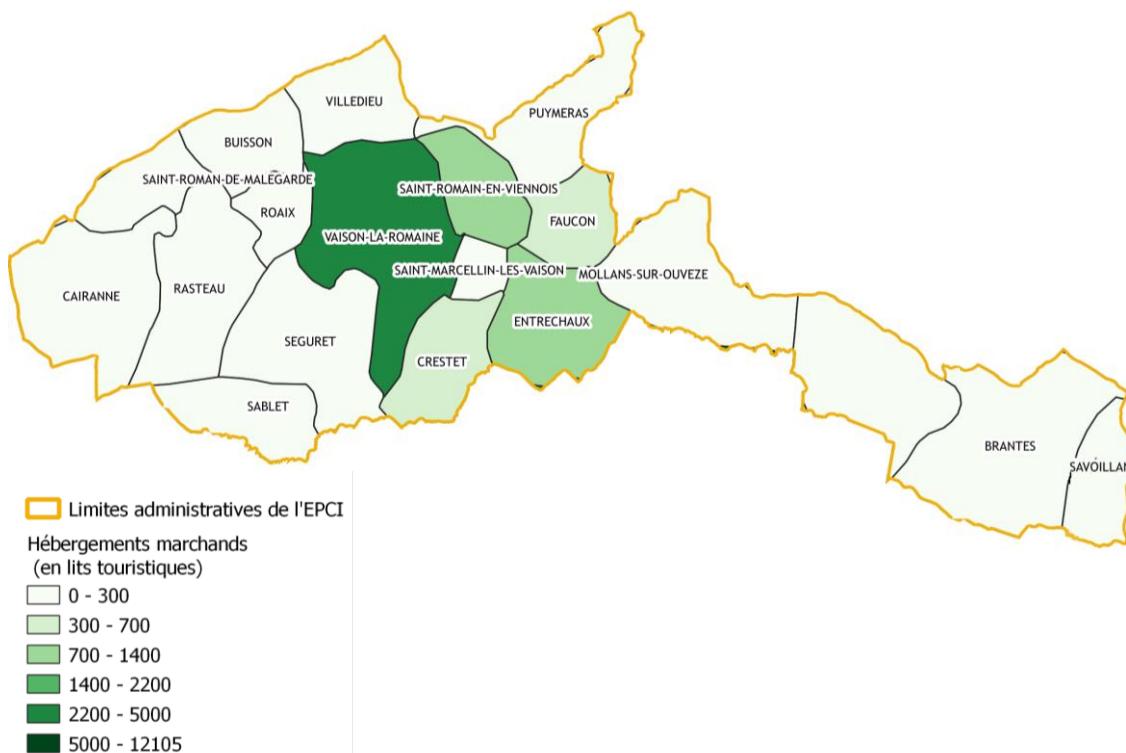 VILLEDIEU
PUYMERAS
BUISSON
SAINT-ROMAN-DE-MALEGARDE
SAINT-ROMAIN-EN-VIENNOIS
ROAIX
FAUCON
VAISON-LA-ROMAINE
SAINT-MARCELLIN-LES-VAISON
MOLLANS-SUR-OUVEZE
CAIRANNE
RASTEAU
ENTRECHAUX
SEGURET
CRESTET
SABLET
BRANTES
SAVOILLAN
Limites administratives de l'EPCI
Hébergements marchands
(en lits touristiques)
0 - 300
300 - 700
700 - 1400
1400 - 2200
2200 - 5000
5000 - 12105